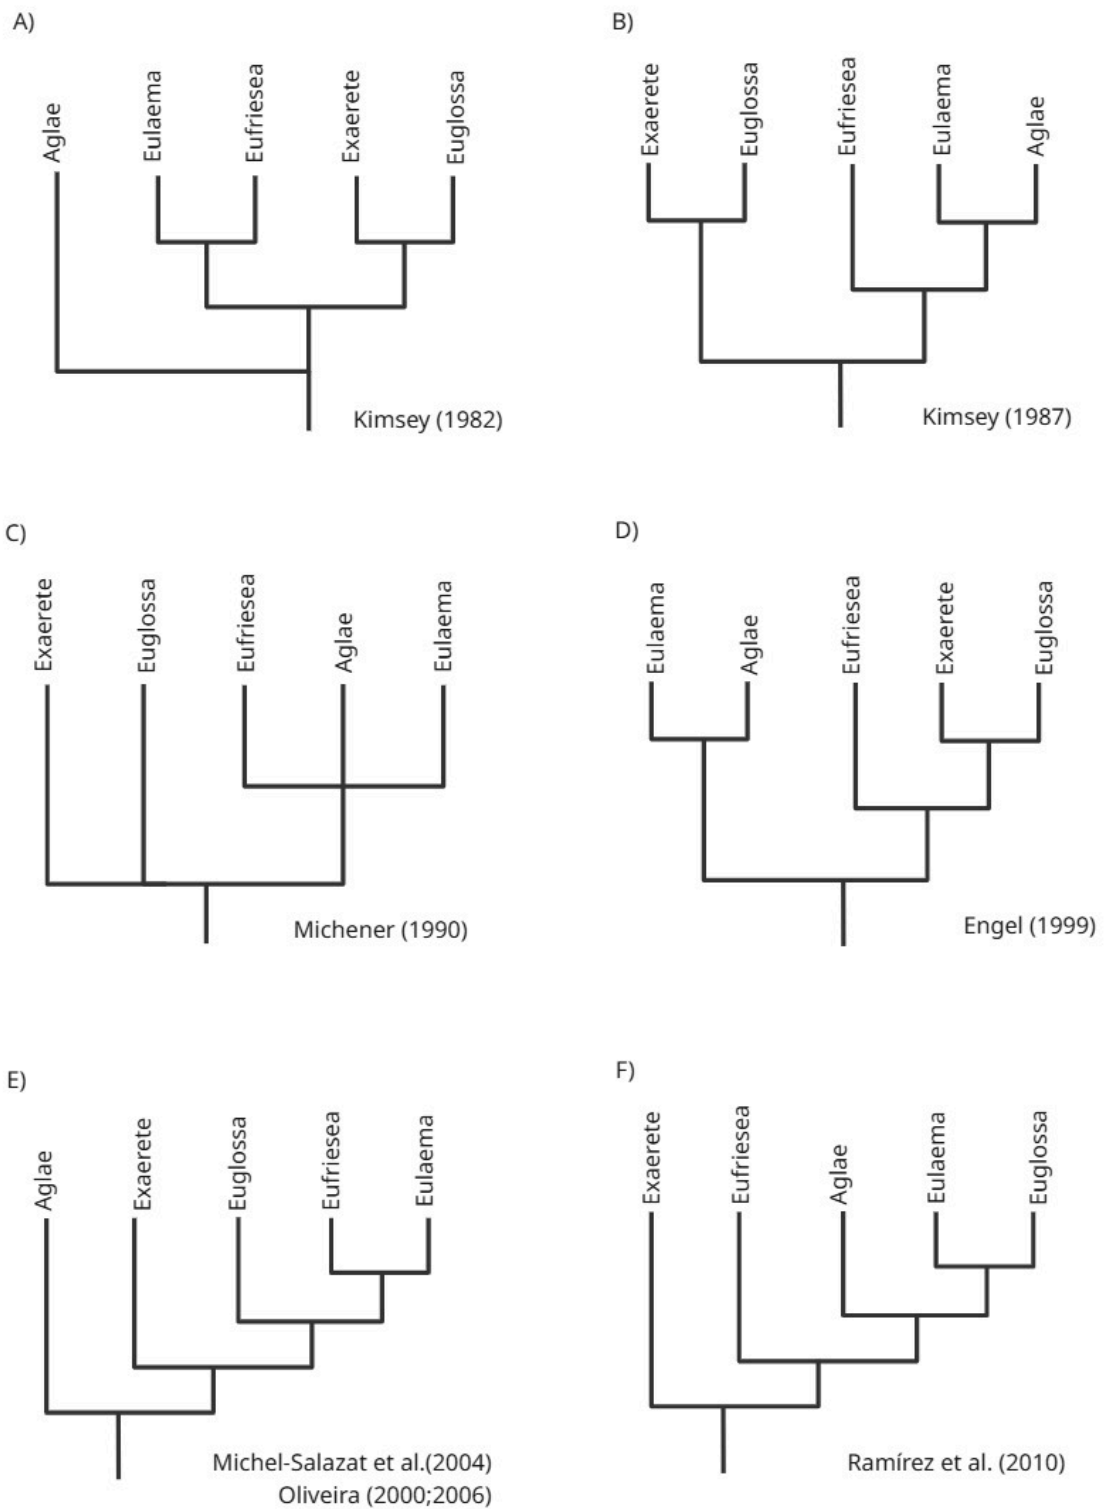 A)
Aglae
Eulaema
Eufriesea
Exaerete
Euglossa
Kimsey (1982)
B)
Exaerete
Euglossa
Eufriesea
Eulaema
Aglae
Kimsey (1987)
C)
Exaerete
Euglossa
Eufriesea
Aglae
Eulaema
Michener (1990)
D)
Eulaema
Aglae
Eufriesea
Exaerete
Euglossa
Engel (1999)
E)
Aglae
Exaerete
Euglossa
Eufriesea
Eulaema
Michel-Salazat et al.(2004)
Oliveira (2000;2006)
F)
Exaerete
Eufriesea
Aglae
Eulaema
Euglossa
Ramírez et al. (2010)